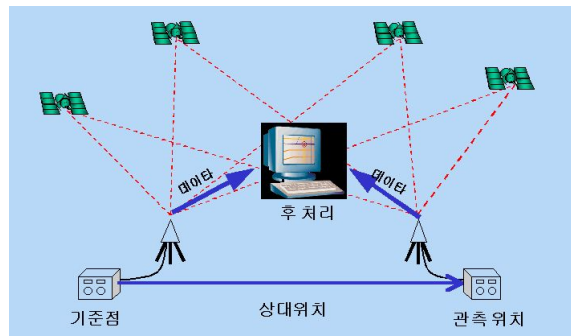 데이타
데이타
후 처리
기준점
상대위치
관측위치